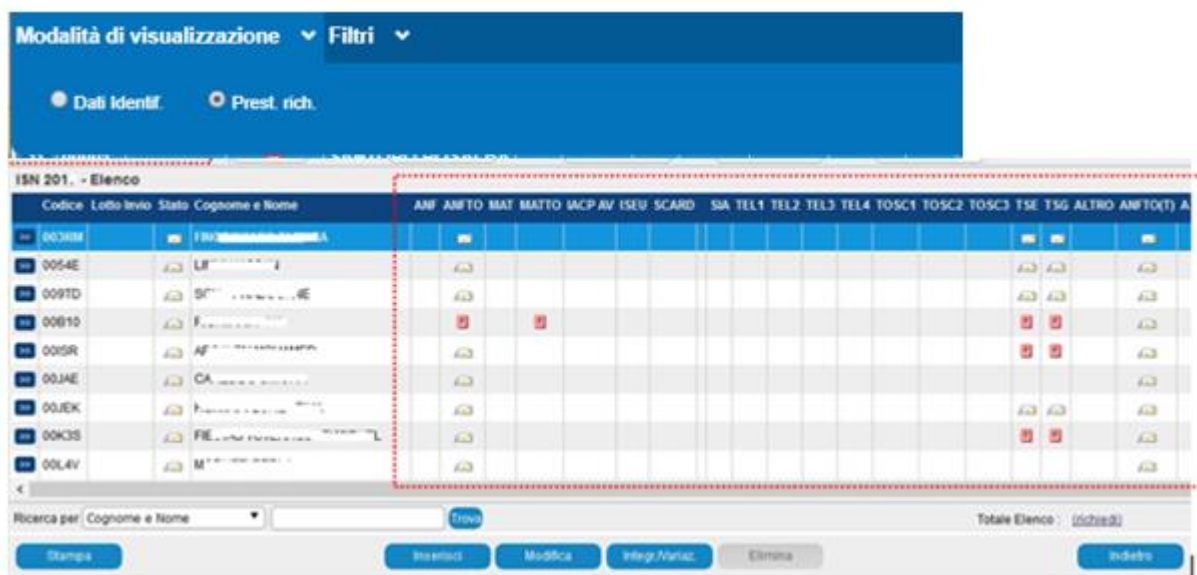 Modalità di visualizzazione Filtri
Dati Identif. Prest. rich.
ISN 201. - Elenco
Codice Lotto Invio Stato Cognome e Nome ANF ANFTO MAT MATTO IACP AV ISEU SCARD SIA TEL1 TEL2 TEL3 TEL4 TOSC1 TOSC2 TOSC3 TSE TSG ALTRO ANFTO(T) A
003RM
0054E
009TD
00B10
00ISR
00JAE
00JEK
00K3S
00L4V
Ricerca per Cognome e Nome Trova Totale Elenco : (richiedi)
Stampa Inserisci Modifica Integr./Variaz. Elimina Indietro